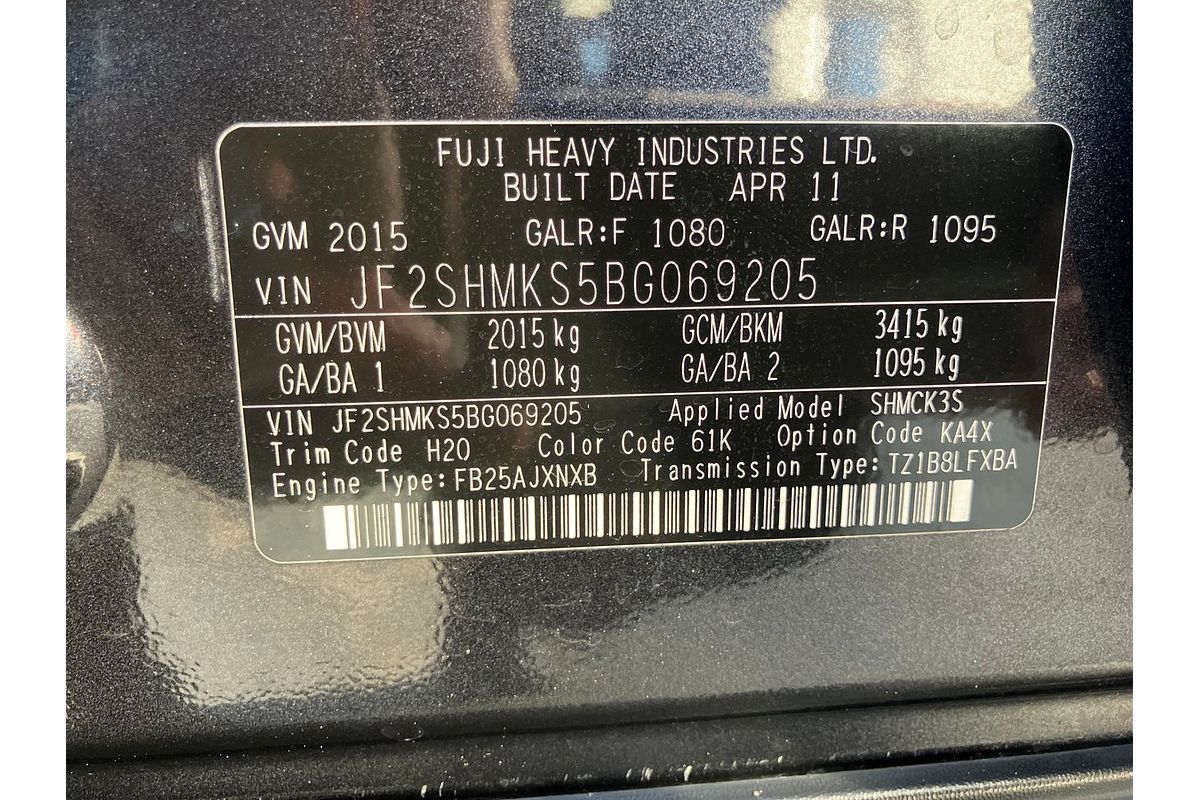 FUJI HEAVY INDUSTRIES LTD.
BUILT DATE APR 11
GVM 2015 GALR:F 1080 GALR:R 1095
VIN JF2SHMKS5BG069205
GVM/BVM 2015 kg GCM/BKM 3415 kg
GA/BA 1 1080 kg GA/BA 2 1095 kg
VIN JF2SHMKS5BG069205 Applied Model SHMCK3S
Trim Code H20 Color Code 61K Option Code KA4X
Engine Type:FB25AJXNXB Transmission Type:TZ1B8LFXBA